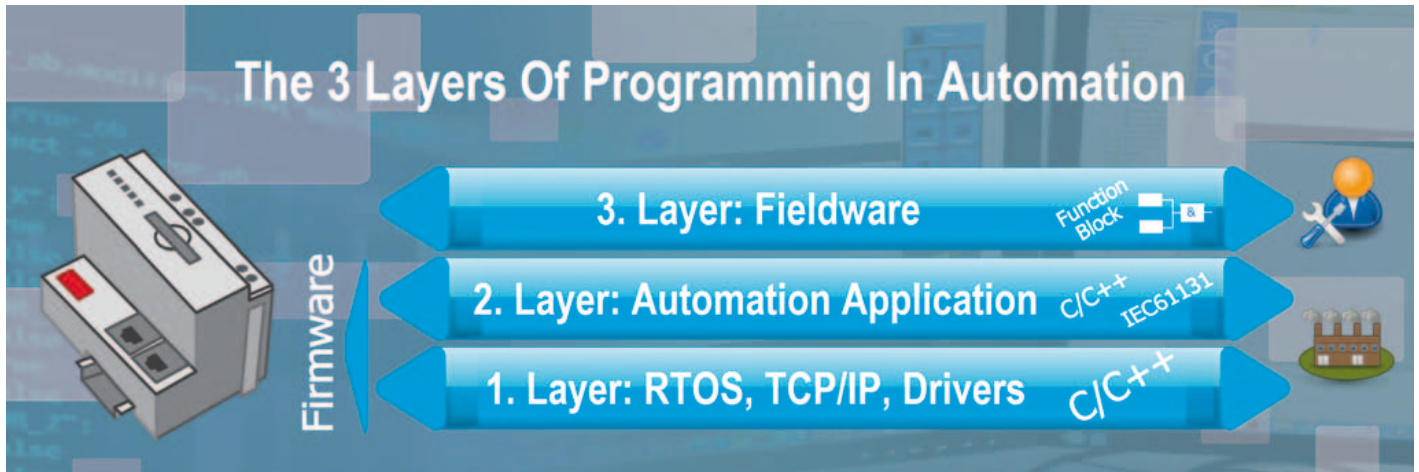 The 3 Layers Of Programming In Automation
3. Layer: Fieldware
Function
Block
&
Firmware
2. Layer: Automation Application
C/C++
IEC61131
1. Layer: RTOS, TCP/IP, Drivers
C/C++